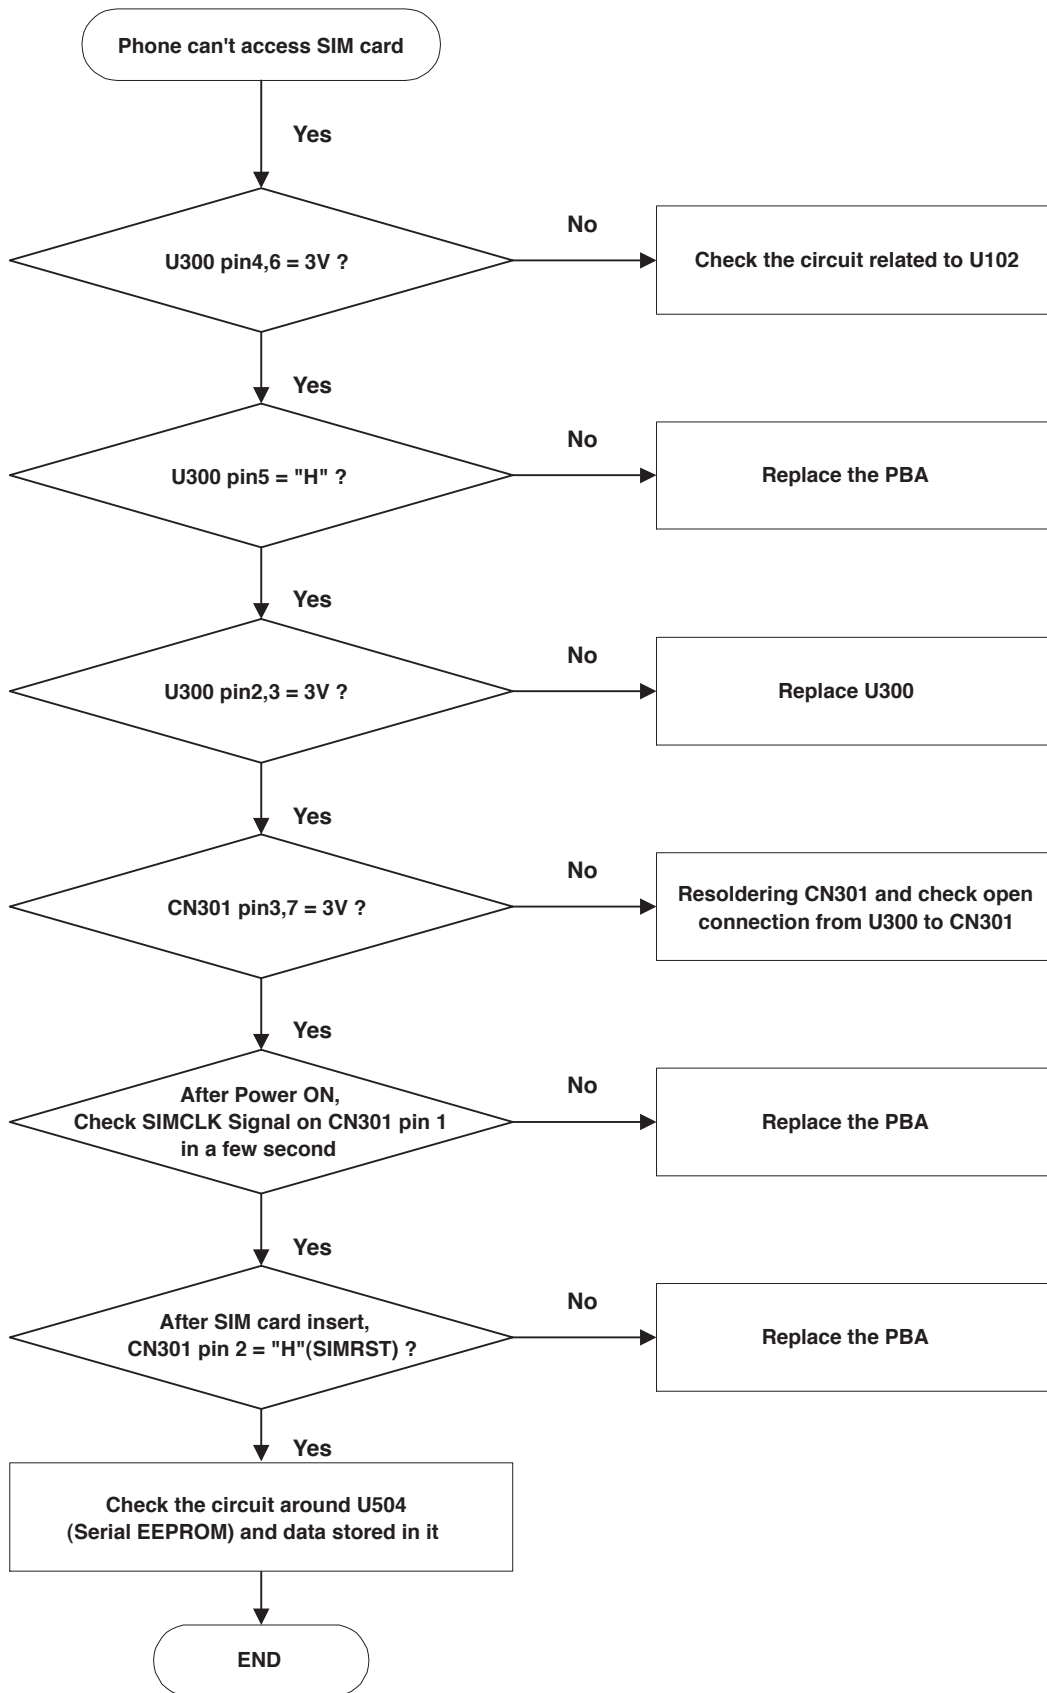 Phone can't access SIM card
Yes
U300 pin4,6 = 3V ?
No
Check the circuit related to U102
Yes
U300 pin5 = "H" ?
No
Replace the PBA
Yes
U300 pin2,3 = 3V ?
No
Replace U300
Yes
CN301 pin3,7 = 3V ?
No
Resoldering CN301 and check open
connection from U300 to CN301
Yes
After Power ON,
Check SIMCLK Signal on CN301 pin 1
in a few second
No
Replace the PBA
Yes
After SIM card insert,
CN301 pin 2 = "H"(SIMRST) ?
No
Replace the PBA
Yes
Check the circuit around U504
(Serial EEPROM) and data stored in it
END